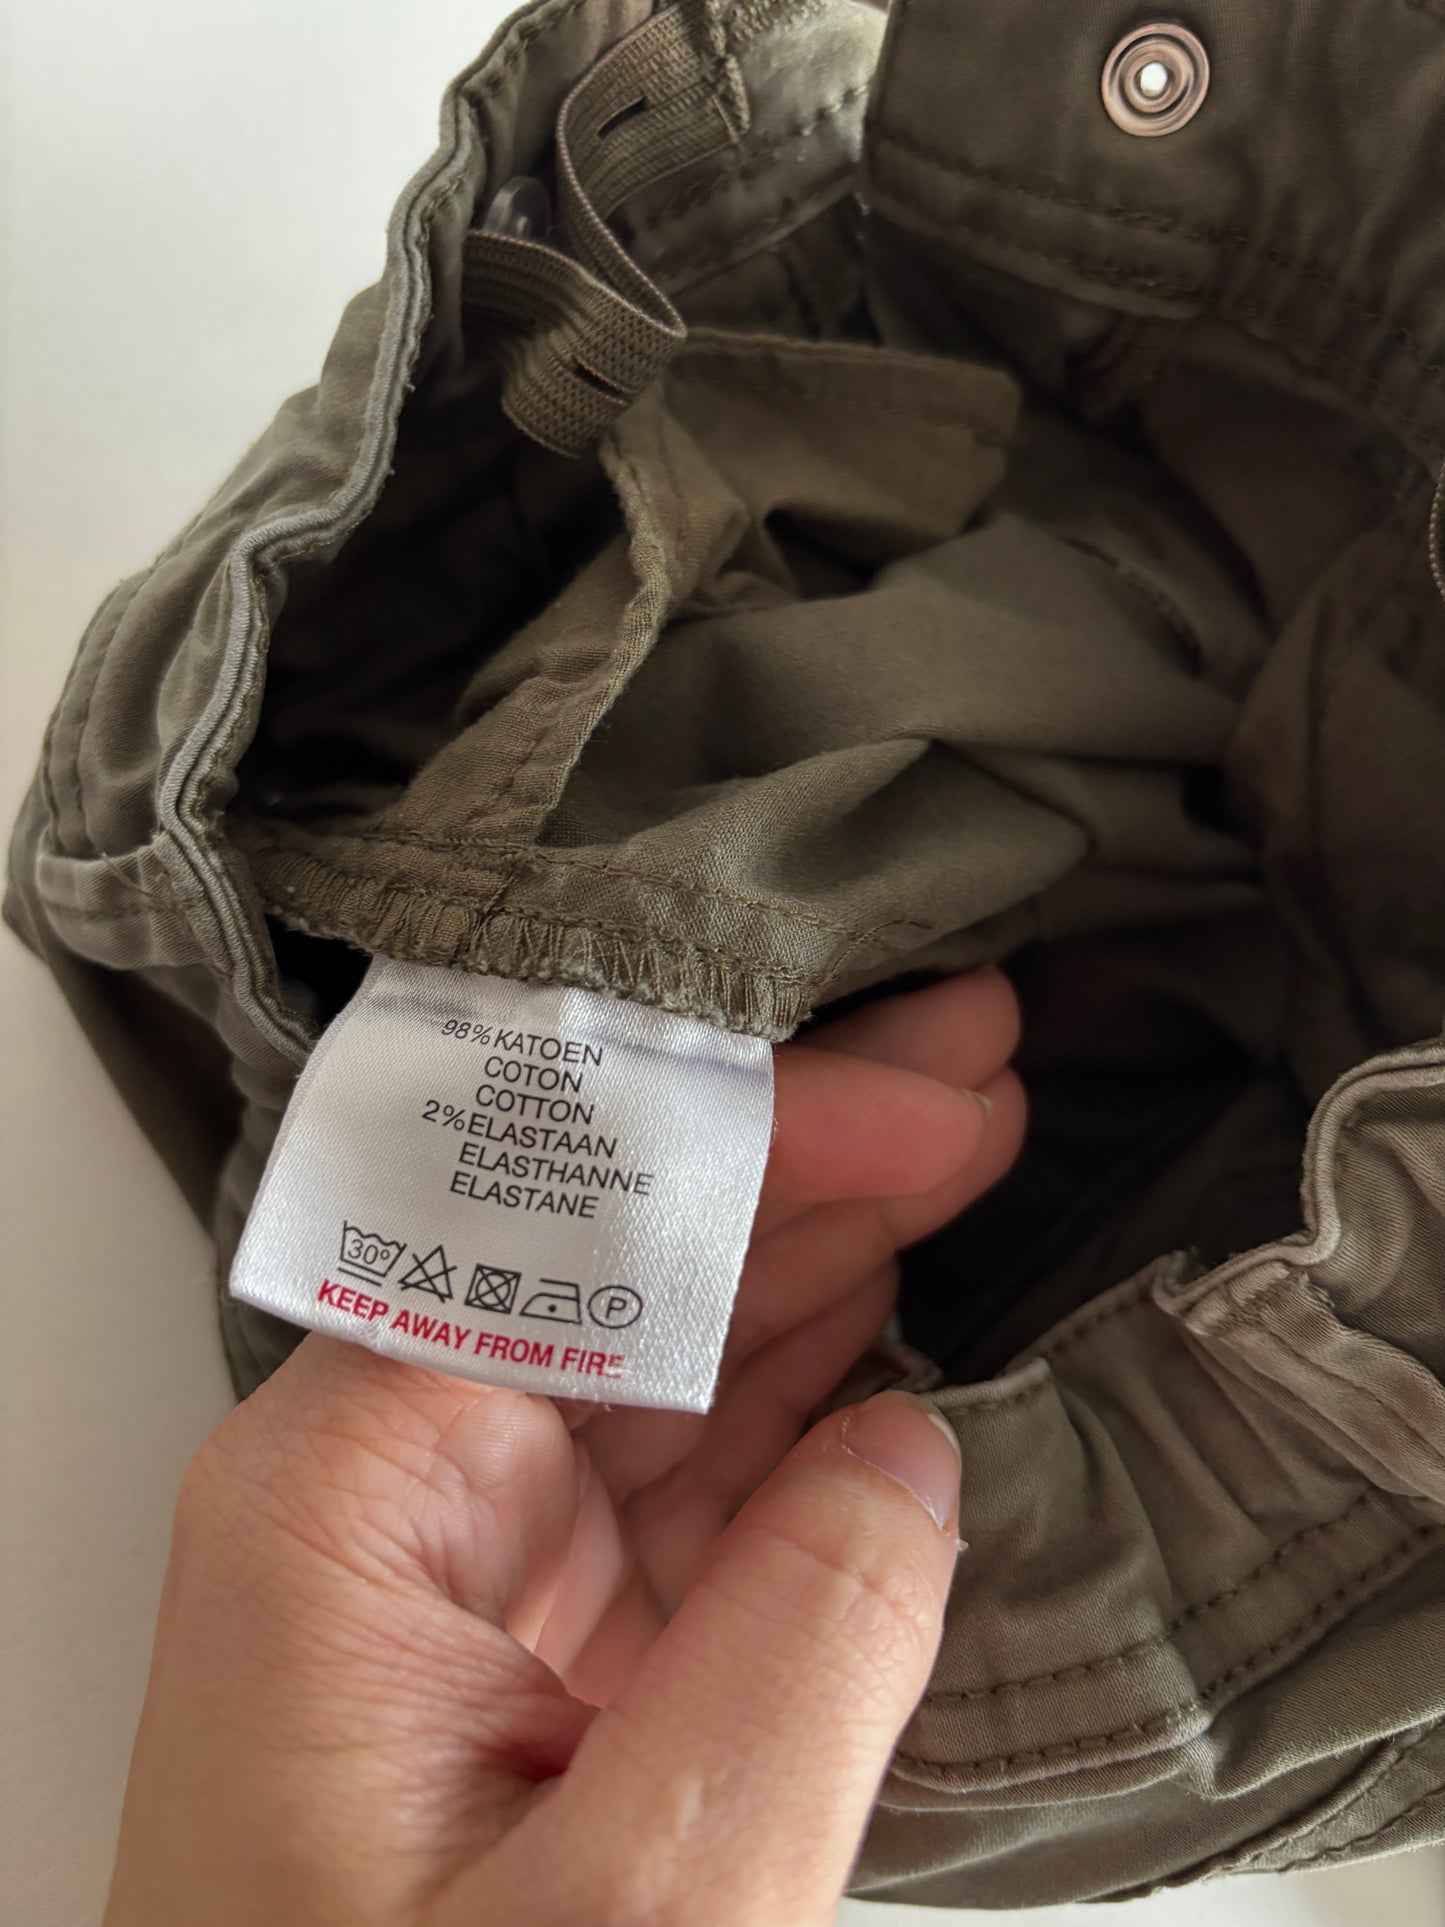 98% KATOEN
COTON
COTTON
2% ELASTAAN
ELASTHANNE
ELASTANE
30°
P
KEEP AWAY FROM FIRE